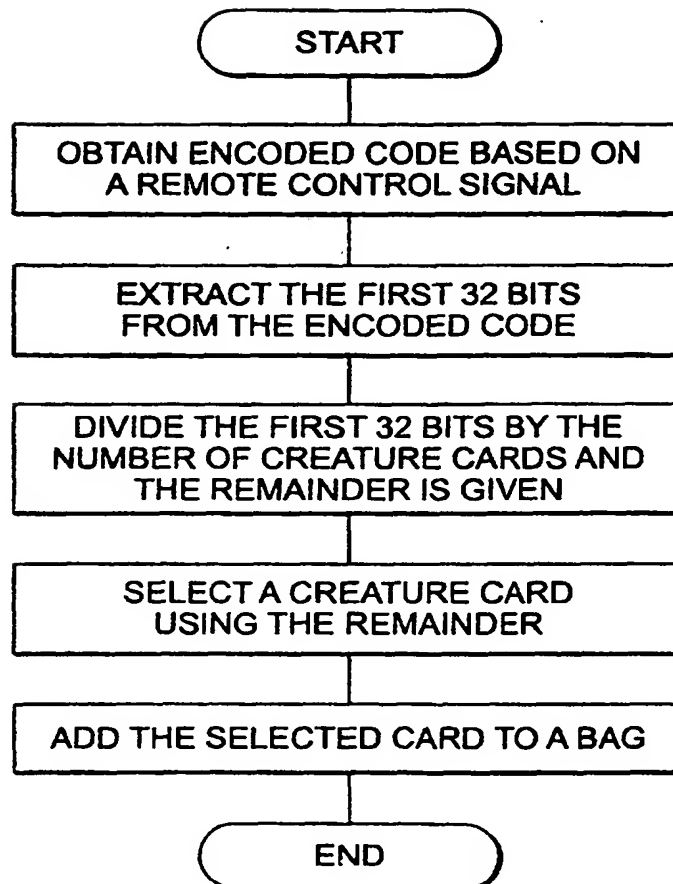 START
OBTAIN ENCODED CODE BASED ON
A REMOTE CONTROL SIGNAL
EXTRACT THE FIRST 32 BITS
FROM THE ENCODED CODE
DIVIDE THE FIRST 32 BITS BY THE
NUMBER OF CREATURE CARDS AND
THE REMAINDER IS GIVEN
SELECT A CREATURE CARD
USING THE REMAINDER
ADD THE SELECTED CARD TO A BAG
END